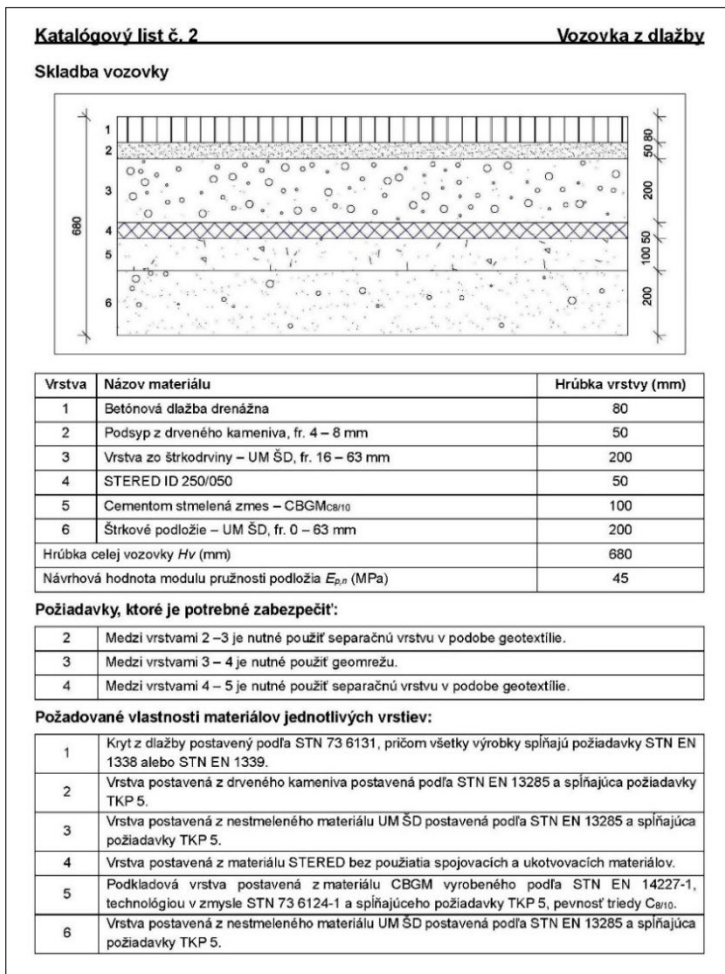 Katalógový list č. 2 Vozovka z dlažby
Skladba vozovky
680
1
2
3
4
5
6
80
50
200
50
100
200
Vrstva Názov materiálu Hrúbka vrstvy (mm)
1 Betónová dlažba drenážna 80
2 Podsyp z drveného kameniva, fr. 4 – 8 mm 50
3 Vrstva zo štrkodrviny – UM ŠD, fr. 16 – 63 mm 200
4 STERED ID 250/050 50
5 Cementom stmelená zmes – CBGM C8/10 100
6 Štrkové podložie – UM ŠD, fr. 0 – 63 mm 200
Hrúbka celej vozovky Hv (mm) 680
Návrhová hodnota modulu pružnosti podložia Ep,n (MPa) 45
Požiadavky, ktoré je potrebné zabezpečiť:
2 Medzi vrstvami 2 –3 je nutné použiť separačnú vrstvu v podobe geotextílie.
3 Medzi vrstvami 3 – 4 je nutné použiť geomrežu.
4 Medzi vrstvami 4 – 5 je nutné použiť separačnú vrstvu v podobe geotextílie.
Požadované vlastnosti materiálov jednotlivých vrstiev:
1 Kryt z dlažby postavený podľa STN 73 6131, pričom všetky výrobky spĺňajú požiadavky STN EN
1338 alebo STN EN 1339.
2 Vrstva postavená z drveného kameniva postavená podľa STN EN 13285 a spĺňajúca požiadavky
TKP 5.
3 Vrstva postavená z nestmeleného materiálu UM ŠD postavená podľa STN EN 13285 a spĺňajúca
požiadavky TKP 5.
4 Vrstva postavená z materiálu STERED bez použiatia spojovacích a ukotvovacích materiálov.
5 Podkladová vrstva postavená z materiálu CBGM vyrobeného podľa STN EN 14227-1,
technológiou v zmysle STN 73 6124-1 a spĺňajúceho požiadavky TKP 5, pevnosť triedy C8/10.
6 Vrstva postavená z nestmeleného materiálu UM ŠD postavená podľa STN EN 13285 a spĺňajúca
požiadavky TKP 5.